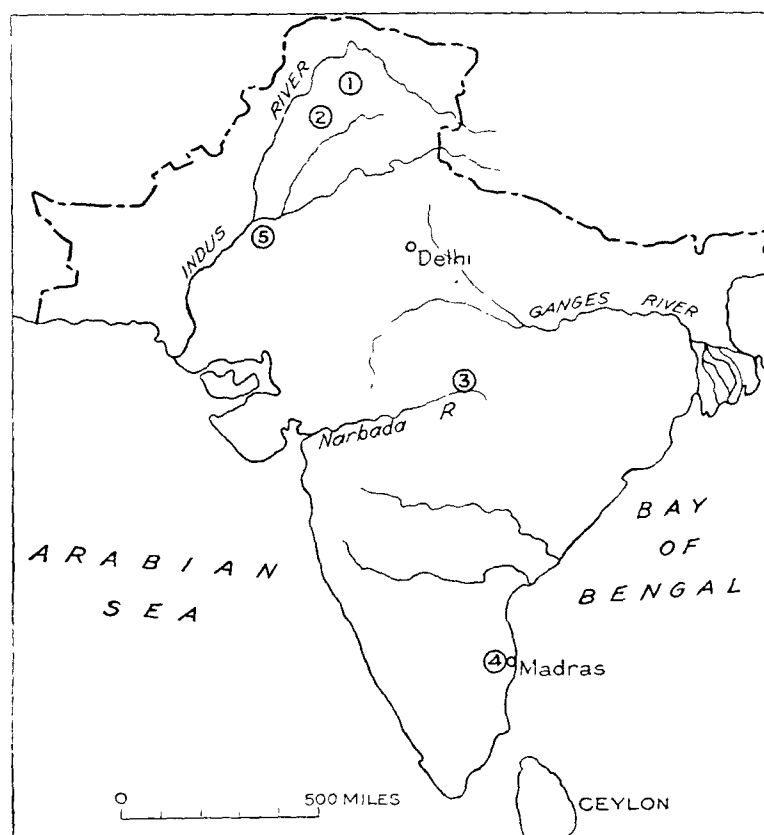 ①
RIVER
②
INDUS
⑤
Delhi
GANGES RIVER
③
Narbada R
ARABIAN
SEA
BAY
OF
BENGAL
④ Madras
0 500 MILES
CEYLON